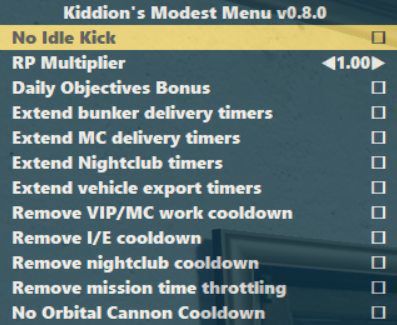 Kiddion's Modest Menu v0.8.0
No Idle Kick
RP Multiplier ◀1.00▶
Daily Objectives Bonus
Extend bunker delivery timers
Extend MC delivery timers
Extend Nightclub timers
Extend vehicle export timers
Remove VIP/MC work cooldown
Remove I/E cooldown
Remove nightclub cooldown
Remove mission time throttling
No Orbital Cannon Cooldown